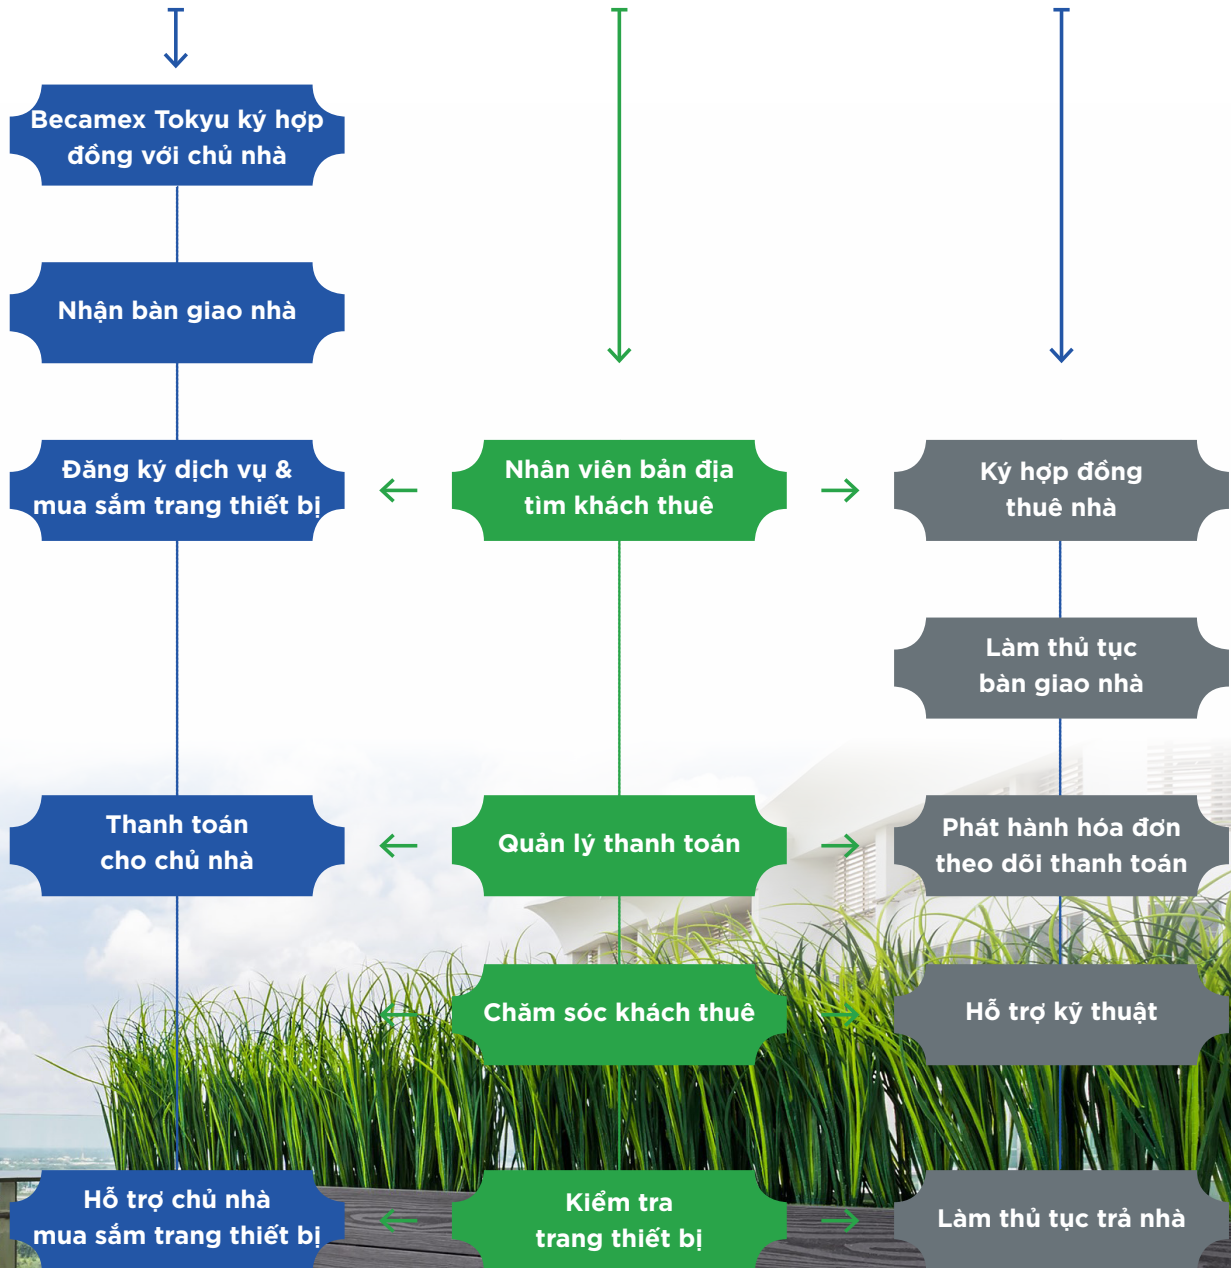 Becamex Tokyu ký hợp
đồng với chủ nhà
Nhận bàn giao nhà
Đăng ký dịch vụ &
mua sắm trang thiết bị
Nhân viên bản địa
tìm khách thuê
Ký hợp đồng
thuê nhà
Làm thủ tục
bàn giao nhà
Thanh toán
cho chủ nhà
Quản lý thanh toán
Phát hành hóa đơn
theo dõi thanh toán
Chăm sóc khách thuê
Hỗ trợ kỹ thuật
Hỗ trợ chủ nhà
mua sắm trang thiết bị
Kiểm tra
trang thiết bị
Làm thủ tục trả nhà